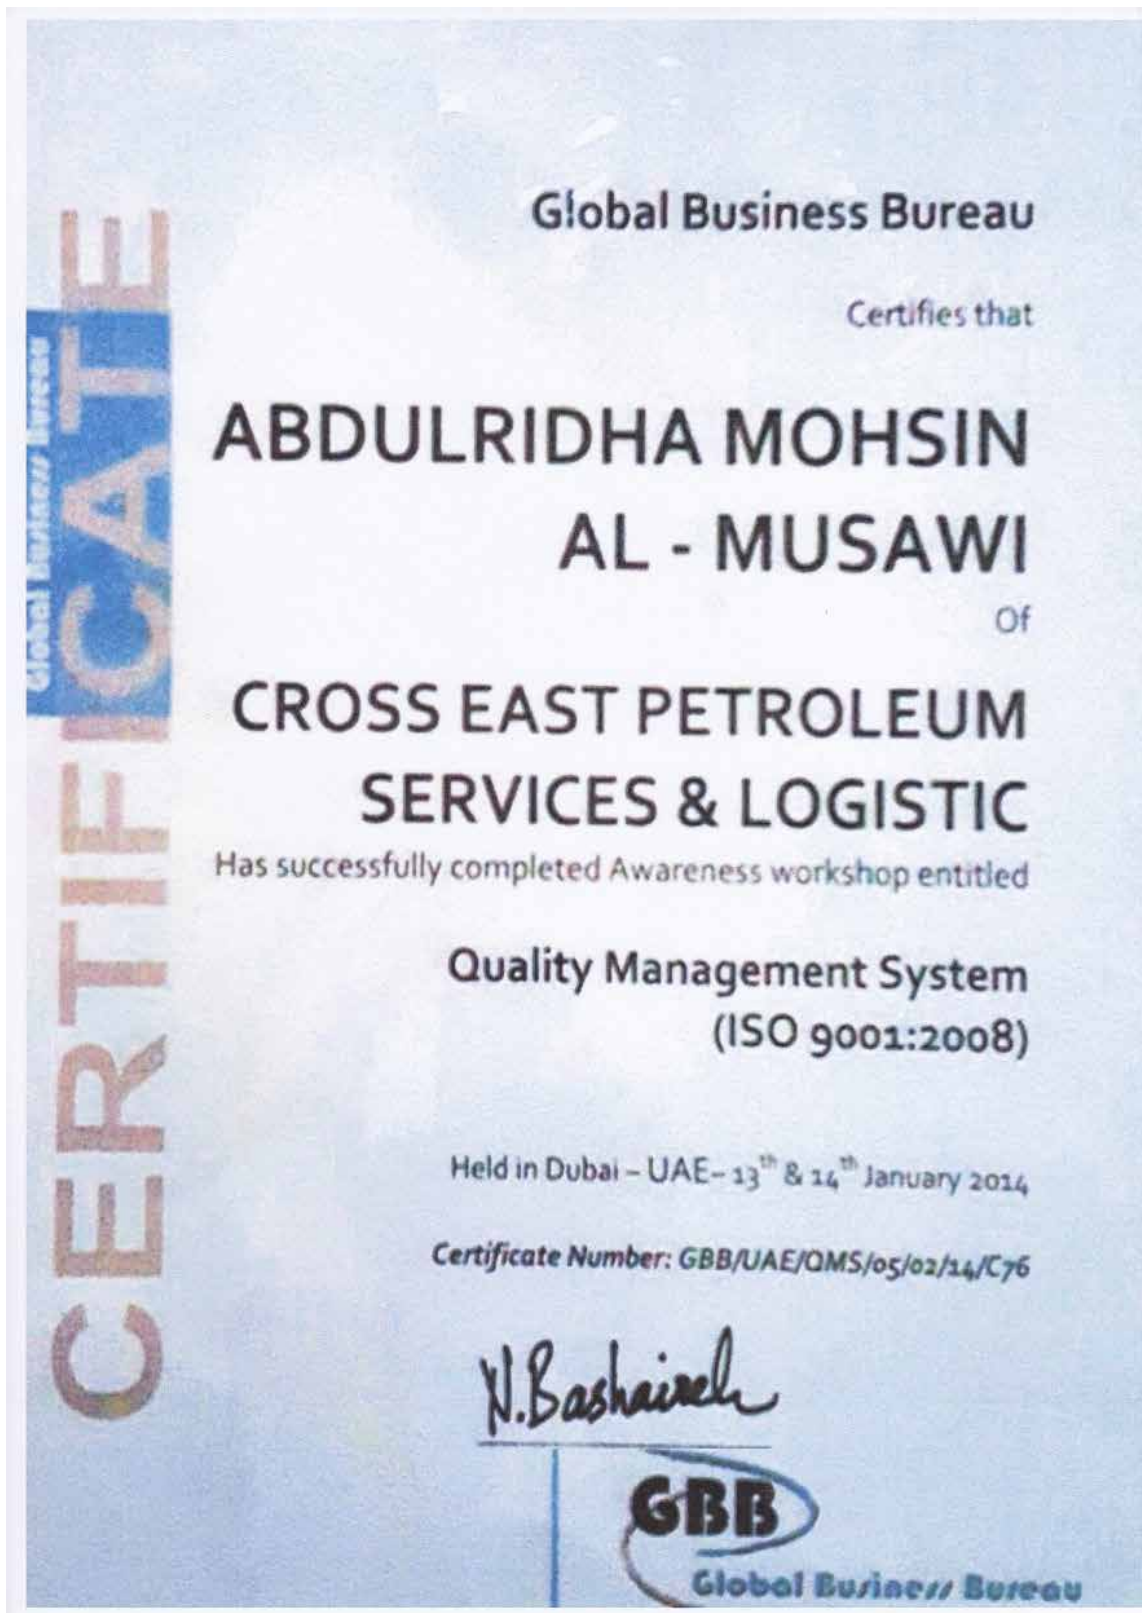 Global Business Bureau
Certifies that
ABDULRIDHA MOHSIN
AL - MUSAWI
Of
CROSS EAST PETROLEUM
SERVICES & LOGISTIC
Has successfully completed Awareness workshop entitled
Quality Management System
(ISO 9001:2008)
Held in Dubai – UAE– 13th & 14th January 2014
Certificate Number: GBB/UAE/QMS/05/02/14/C76
N.Bashaireh
GBB
Global Business Bureau
CERTIFICATE
Global Business Bureau